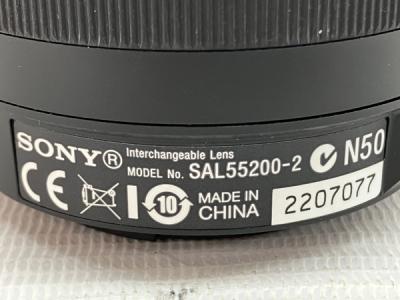 SONY® Interchangeable Lens
MODEL No. SAL55200-2 N50
CE 10 MADE IN CHINA 2207077